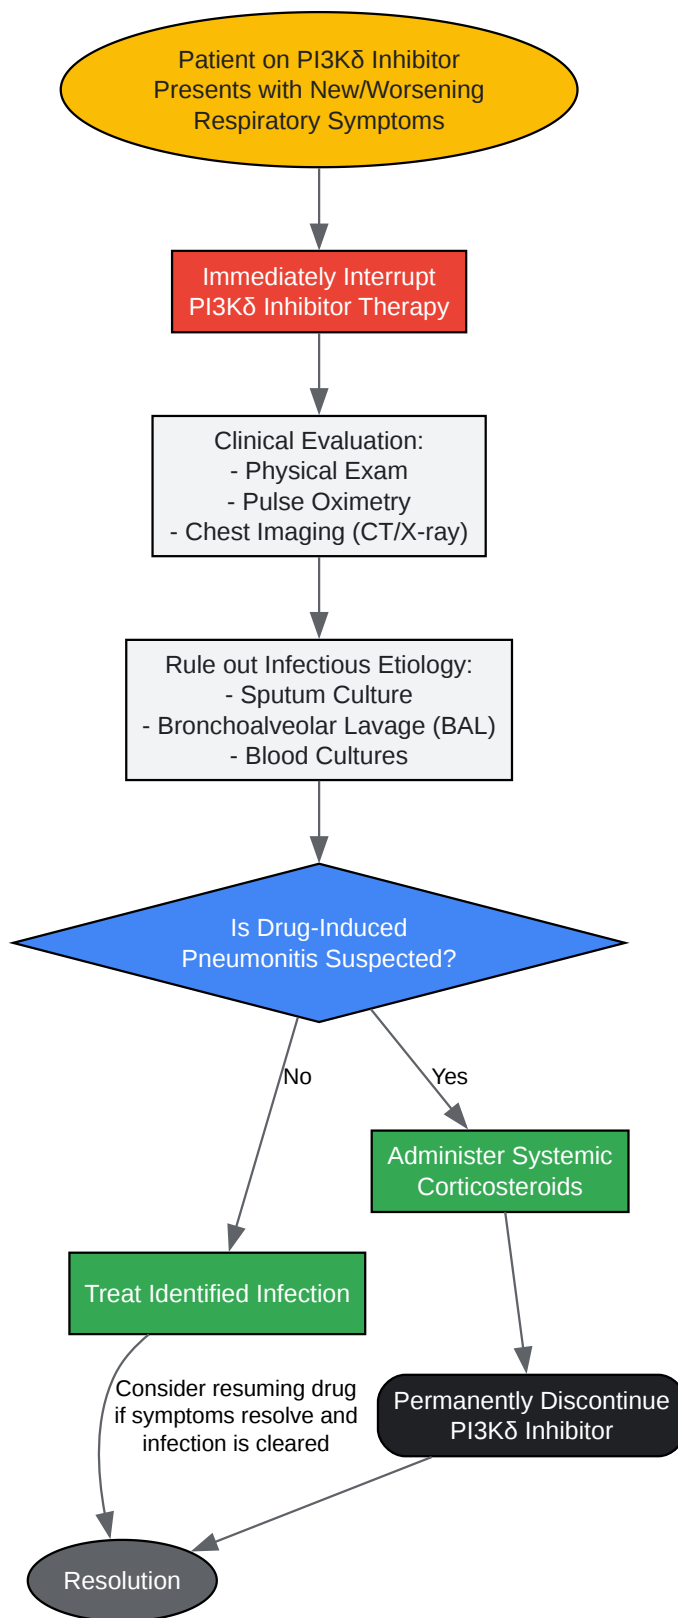 Patient on PI3Kδ Inhibitor
Presents with New/Worsening
Respiratory Symptoms
Immediately Interrupt
PI3Kδ Inhibitor Therapy
Clinical Evaluation:
- Physical Exam
- Pulse Oximetry
- Chest Imaging (CT/X-ray)
Rule out Infectious Etiology:
- Sputum Culture
- Bronchoalveolar Lavage (BAL)
- Blood Cultures
Is Drug-Induced
Pneumonitis Suspected?
No
Yes
Administer Systemic
Corticosteroids
Treat Identified Infection
Consider resuming drug
if symptoms resolve and
infection is cleared
Permanently Discontinue
PI3Kδ Inhibitor
Resolution